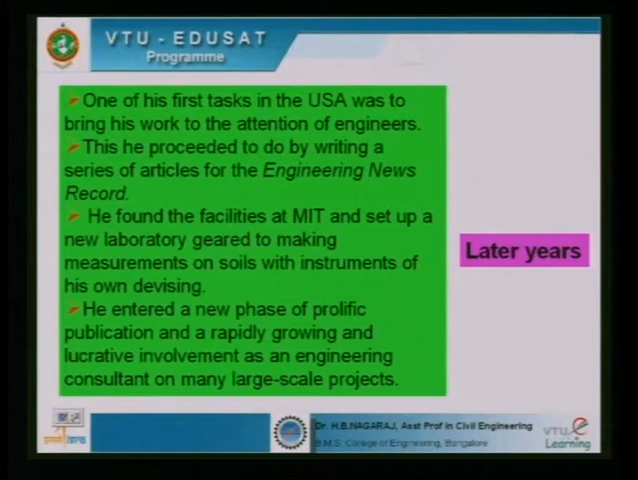 VTU - EDUSAT
Programme
One of his first tasks in the USA was to
bring his work to the attention of engineers.
This he proceeded to do by writing a
series of articles for the Engineering News
Record.
He found the facilities at MIT and set up a
new laboratory geared to making
measurements on soils with instruments of
his own devising.
He entered a new phase of prolific
publication and a rapidly growing and
lucrative involvement as an engineering
consultant on many large-scale projects.
Later years
Dr. H.B.NAGARAJ, Asst Prof in Civil Engineering
B.M.S. College of Engineering, Bangalore
VTU e
Learning